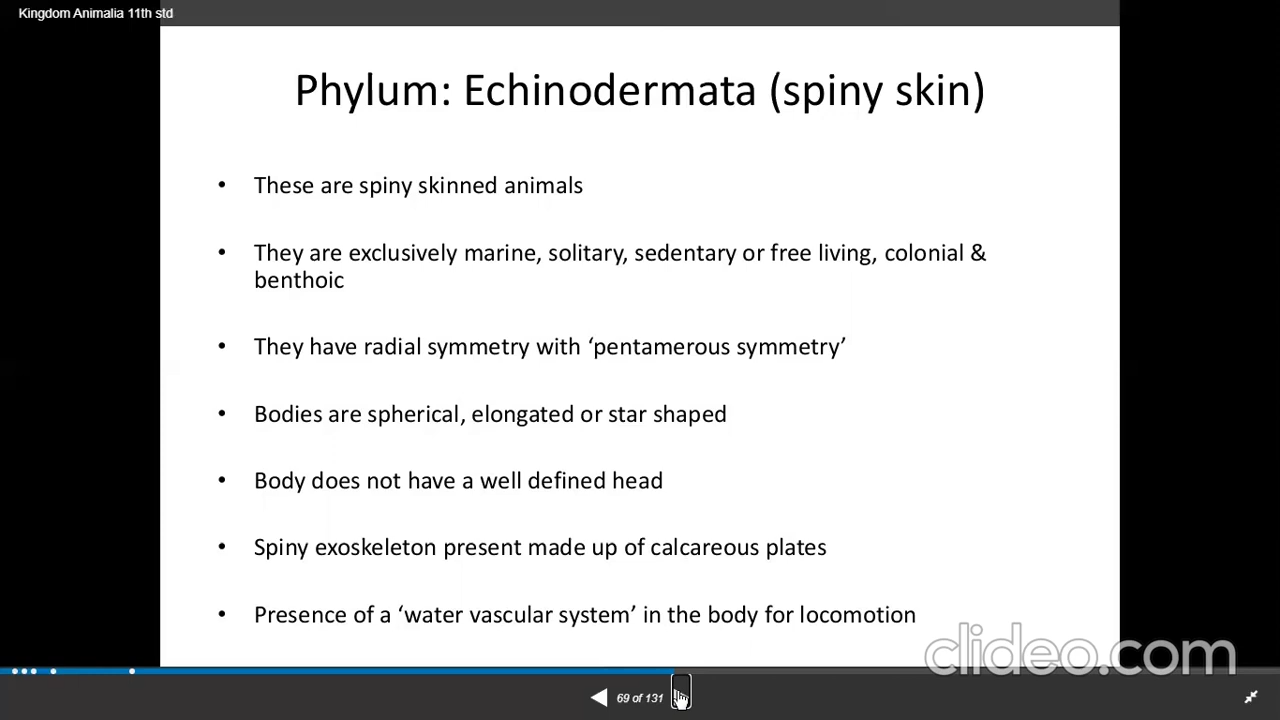 Kingdom Animalia 11th std
Phylum: Echinodermata (spiny skin)
• These are spiny skinned animals
• They are exclusively marine, solitary, sedentary or free living, colonial &
benthoic
• They have radial symmetry with ‘pentamerous symmetry’
• Bodies are spherical, elongated or star shaped
• Body does not have a well defined head
• Spiny exoskeleton present made up of calcareous plates
• Presence of a ‘water vascular system’ in the body for locomotion
clideo.com
69 of 131